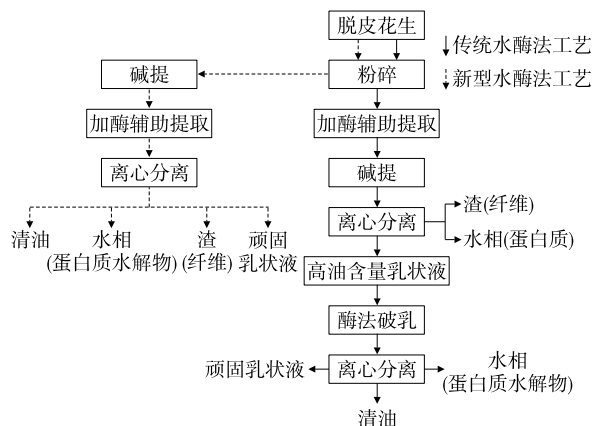 脱皮花生
传统水酶法工艺
新型水酶法工艺
碱提
粉碎
加酶辅助提取
加酶辅助提取
离心分离
碱提
离心分离
渣(纤维)
水相(蛋白质)
清油
水相
(蛋白质水解物)
渣
(纤维)
顽固
乳状液
高油含量乳状液
酶法破乳
顽固乳状液
离心分离
水相
(蛋白质水解物)
清油